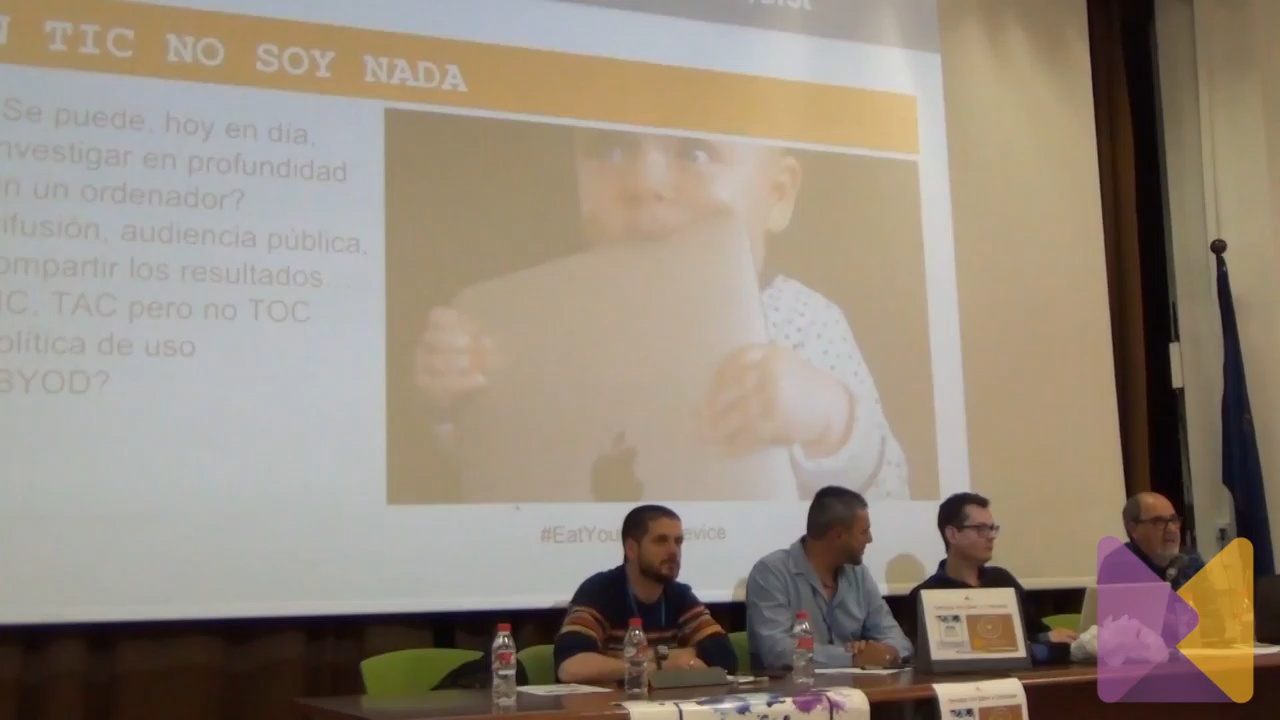 TIC NO SOY NADA
Se puede, hoy en día,
nvestigar en profundidad
n un ordenador?
ifusión, audiencia pública,
ompartir los resultados...
IC, TAC pero no TOC
olítica de uso
BYOD?
#EatYou evice